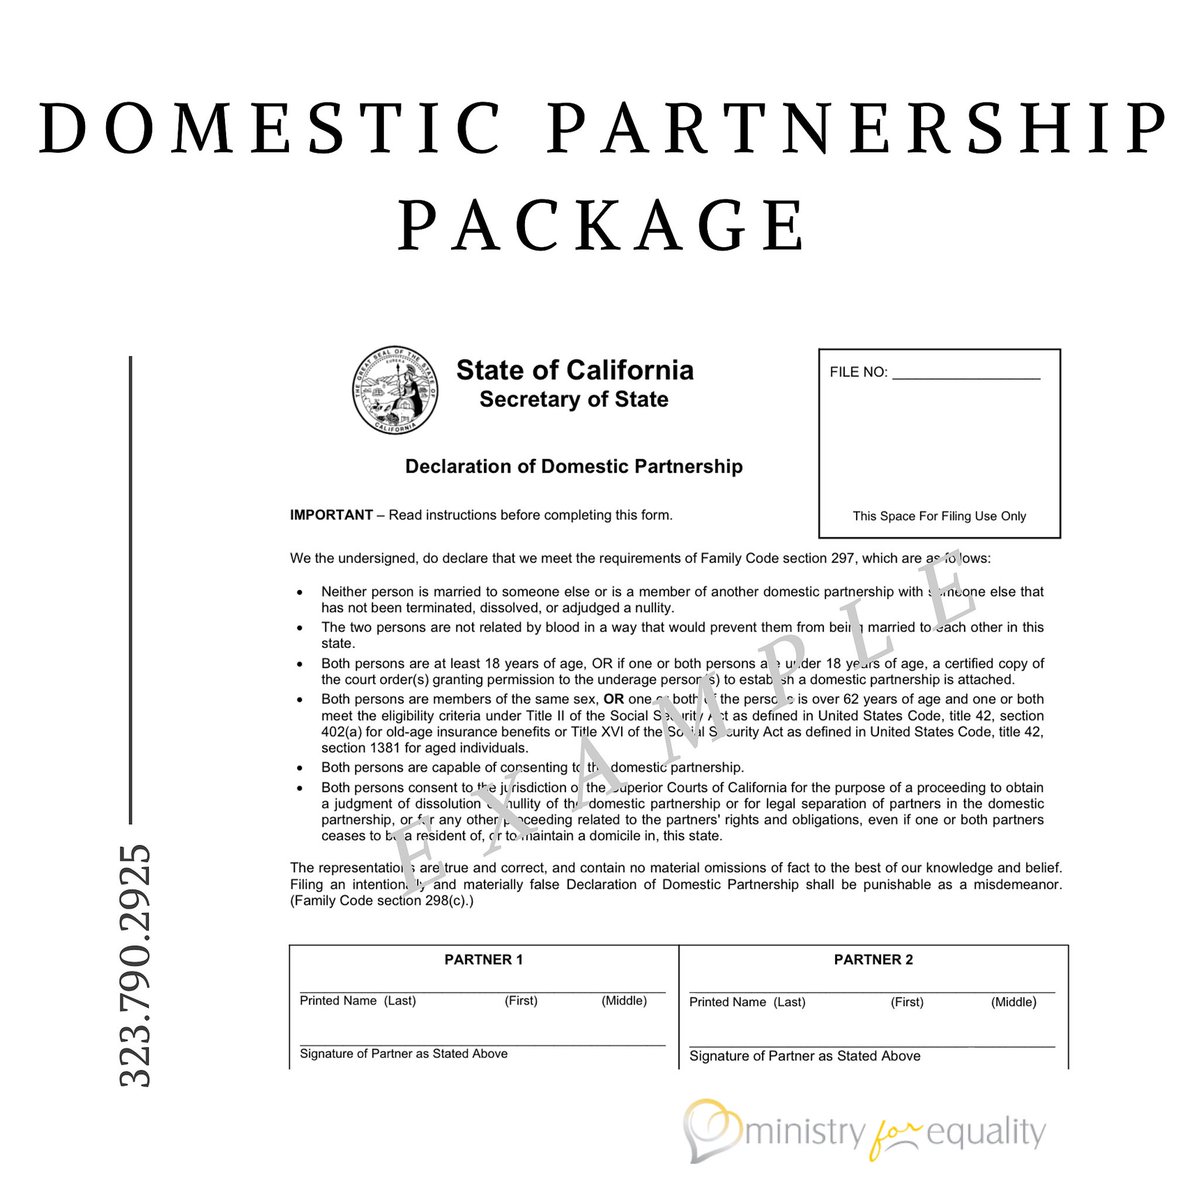 DOMESTIC PARTNERSHIP
PACKAGE
THE GREAT SEAL OF THE STATE OF CALIFORNIA
EUREKA
State of California
Secretary of State
Declaration of Domestic Partnership
FILE NO: ____________________
This Space For Filing Use Only
IMPORTANT – Read instructions before completing this form.
We the undersigned, do declare that we meet the requirements of Family Code section 297, which are as follows:
• Neither person is married to someone else or is a member of another domestic partnership with someone else that
has not been terminated, dissolved, or adjudged a nullity.
• The two persons are not related by blood in a way that would prevent them from being married to each other in this
state.
• Both persons are at least 18 years of age, OR if one or both persons are under 18 years of age, a certified copy of
the court order(s) granting permission to the underage person(s) to establish a domestic partnership is attached.
• Both persons are members of the same sex, OR one or both of the persons is over 62 years of age and one or both
meet the eligibility criteria under Title II of the Social Security Act as defined in United States Code, title 42, section
402(a) for old-age insurance benefits or Title XVI of the Social Security Act as defined in United States Code, title 42,
section 1381 for aged individuals.
• Both persons are capable of consenting to the domestic partnership.
• Both persons consent to the jurisdiction of the Superior Courts of California for the purpose of a proceeding to obtain
a judgment of dissolution or nullity of the domestic partnership or for legal separation of partners in the domestic
partnership, or for any other proceeding related to the partners' rights and obligations, even if one or both partners
ceases to be a resident of, or to maintain a domicile in, this state.
The representations are true and correct, and contain no material omissions of fact to the best of our knowledge and belief.
Filing an intentionally and materially false Declaration of Domestic Partnership shall be punishable as a misdemeanor.
(Family Code section 298(c).)
EXAMPLE
PARTNER 1
Printed Name (Last) (First) (Middle)
Signature of Partner as Stated Above
PARTNER 2
Printed Name (Last) (First) (Middle)
Signature of Partner as Stated Above
323.790.2925
ministry for equality